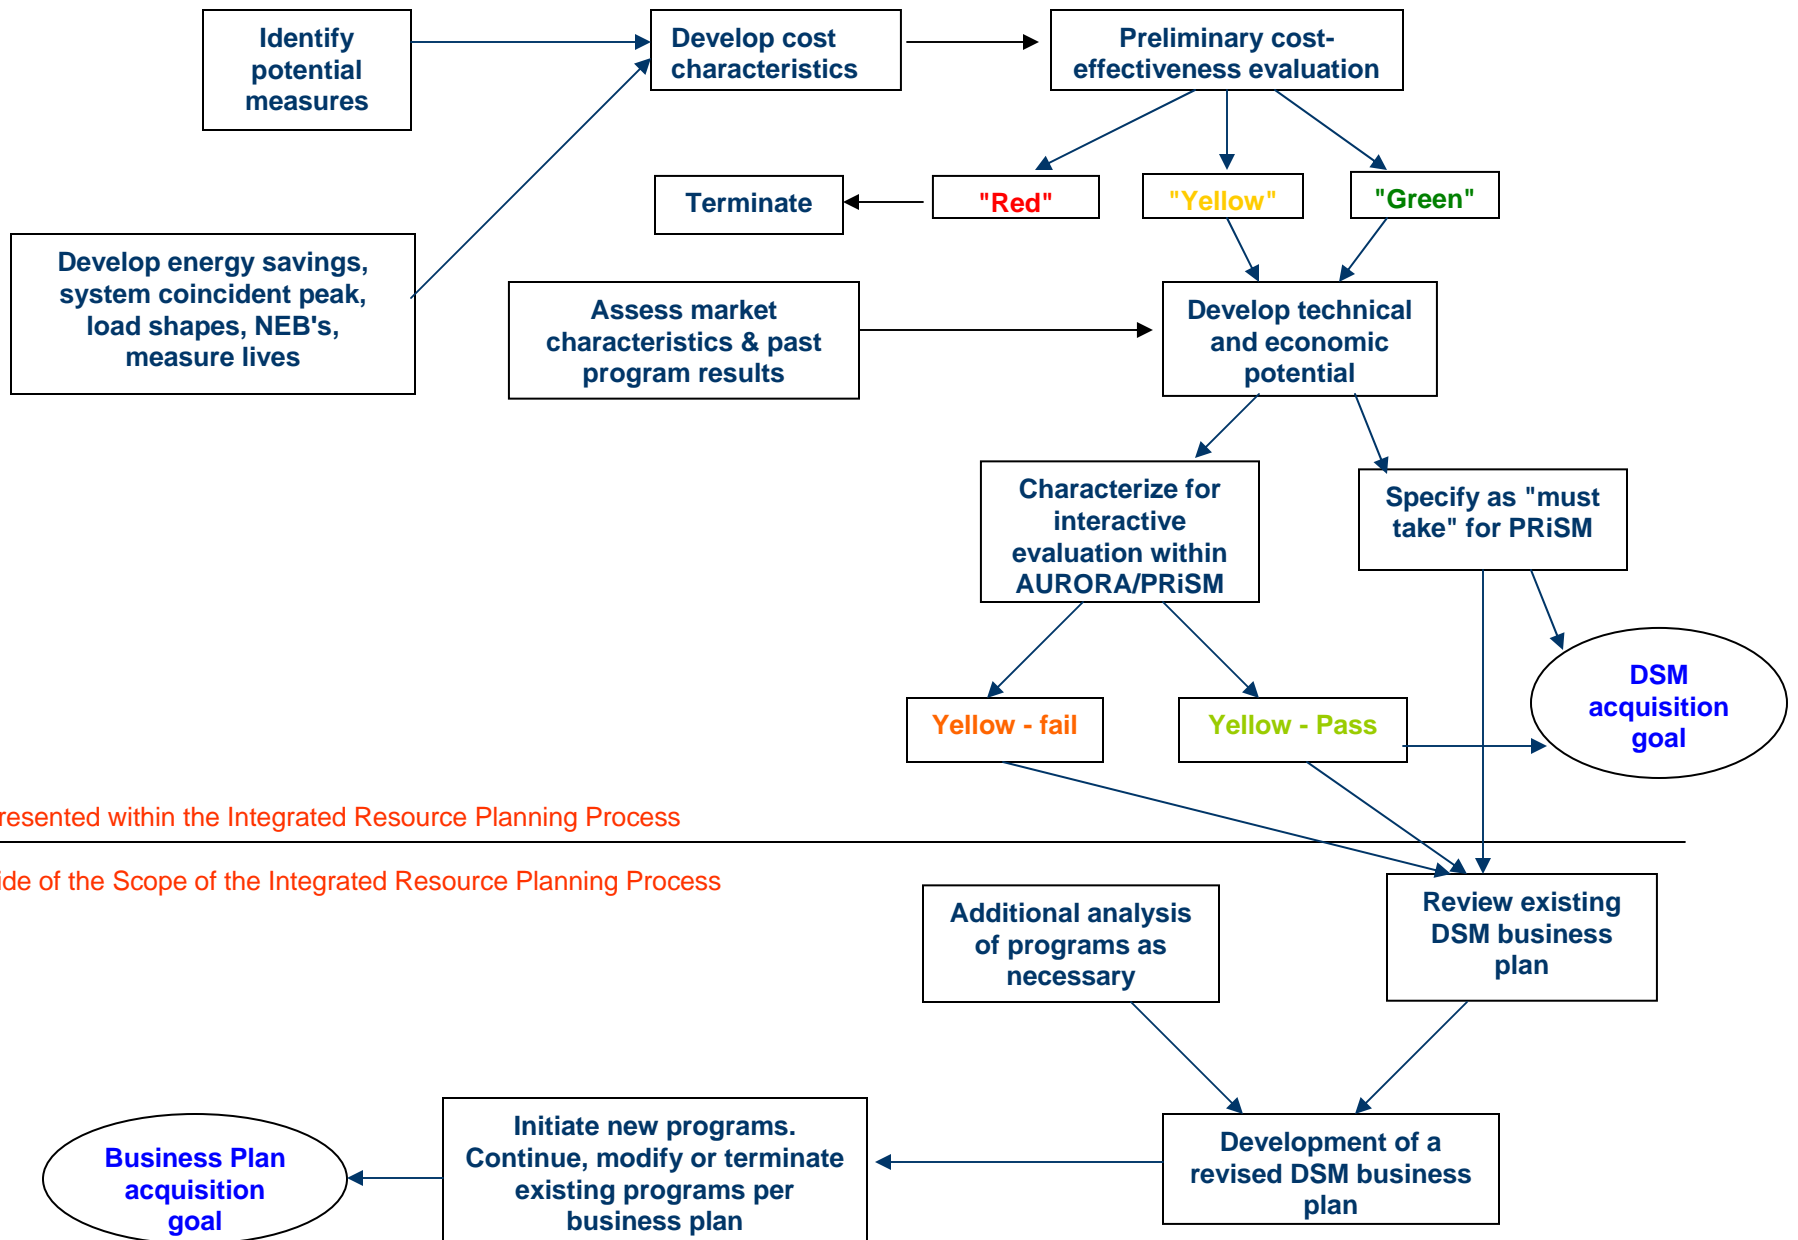 Identify
potential
measures
Develop cost
characteristics
Preliminary cost-
effectiveness evaluation
Terminate
"Red"
"Yellow"
"Green"
Develop energy savings,
system coincident peak,
load shapes, NEB's,
measure lives
Assess market
characteristics & past
program results
Develop technical
and economic
potential
Characterize for
interactive
evaluation within
AURORA/PRiSM
Specify as "must
take" for PRiSM
DSM
acquisition
goal
Yellow - fail
Yellow - Pass
resented within the Integrated Resource Planning Process
ide of the Scope of the Integrated Resource Planning Process
Additional analysis
of programs as
necessary
Review existing
DSM business
plan
Business Plan
acquisition
goal
Initiate new programs.
Continue, modify or terminate
existing programs per
business plan
Development of a
revised DSM business
plan